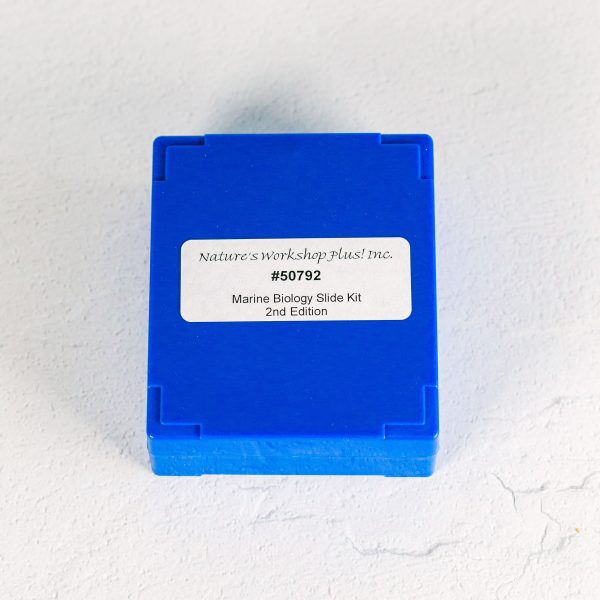 Nature's Workshop Plus! Inc.
#50792
Marine Biology Slide Kit
2nd Edition